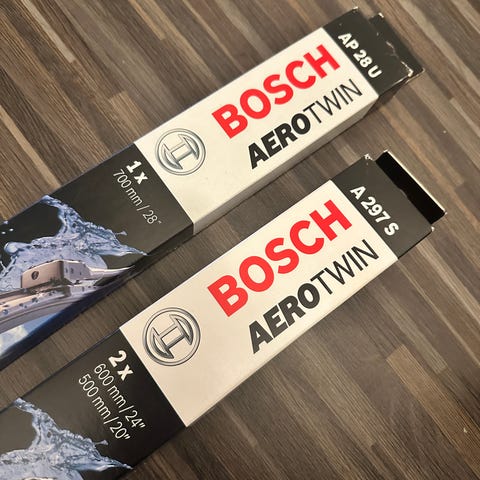 AP 28 U
BOSCH
AEROTWIN
1 x
700 mm / 28"
A 297 S
BOSCH
AEROTWIN
2 x
600 mm / 24"
500 mm / 20"